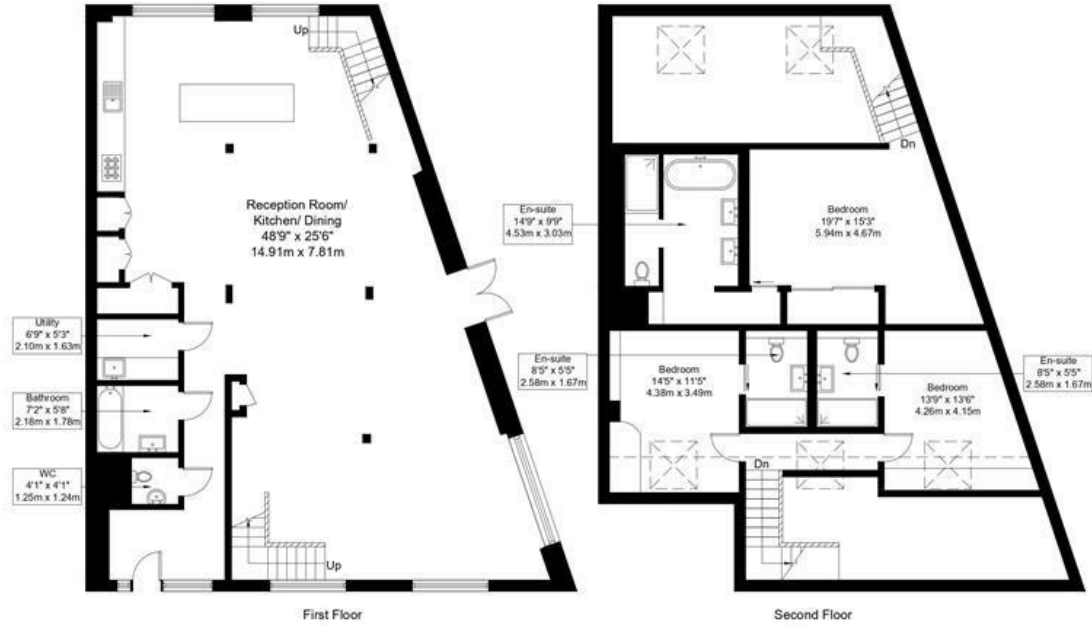 Up
Reception Room/
Kitchen/ Dining
48'9" x 25'6"
14.91m x 7.81m
Utility
6'9" x 5'3"
2.10m x 1.63m
Bathroom
7'2" x 5'8"
2.18m x 1.78m
WC
4'1" x 4'1"
1.25m x 1.24m
Up
First Floor
Dn
En-suite
14'9" x 9'9"
4.53m x 3.03m
Bedroom
19'7" x 15'3"
5.94m x 4.67m
En-suite
8'5" x 5'5"
2.58m x 1.67m
Bedroom
14'5" x 11'5"
4.38m x 3.49m
En-suite
8'5" x 5'5"
2.58m x 1.67m
Bedroom
13'9" x 13'6"
4.26m x 4.15m
Dn
Second Floor